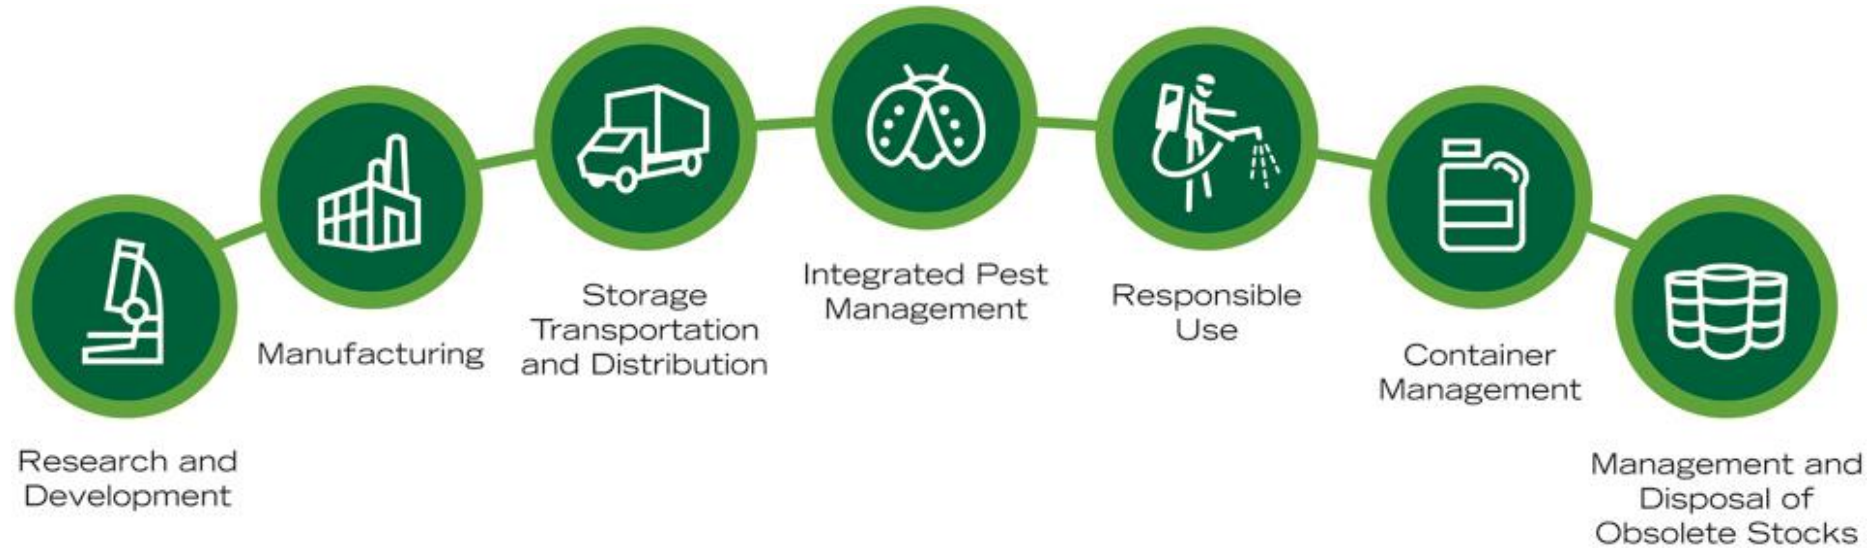 Research and
Development
Manufacturing
Storage
Transportation
and Distribution
Integrated Pest
Management
Responsible
Use
Container
Management
Management and
Disposal of
Obsolete Stocks